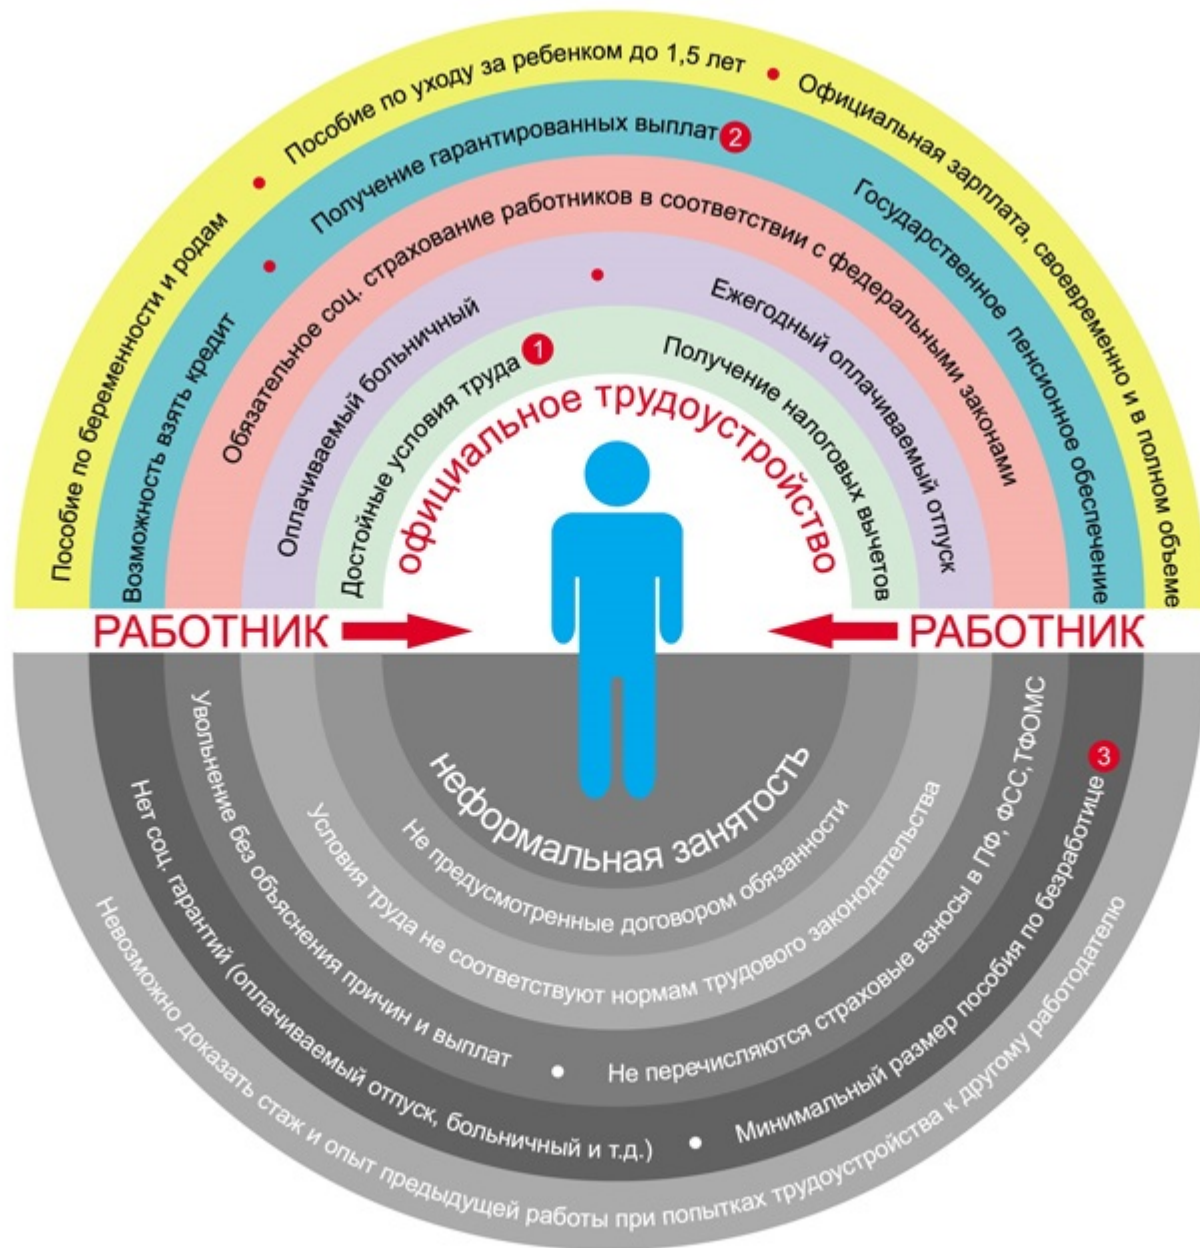 Пособие по беременности и родам • Пособие по уходу за ребенком до 1,5 лет • Официальная зарплата, своевременно и в полном объеме
Возможность взять кредит • Получение гарантированных выплат 2 Государственное пенсионное обеспечение
Обязательное соц. страхование работников в соответствии с федеральными законами
Оплачиваемый больничный • Ежегодный оплачиваемый отпуск
Достойные условия труда 1 Получение налоговых вычетов
официальное трудоустройство
РАБОТНИК
РАБОТНИК
неформальная занятость
Не предусмотренные договором обязанности
Условия труда не соответствуют нормам трудового законодательства
Увольнение без объяснения причин и выплат • Не перечисляются страховые взносы в ПФ, ФСС,ТФОМС
Нет соц. гарантий (оплачиваемый отпуск, больничный и т.д.) • Минимальный размер пособия по безработице 3
Невозможно доказать стаж и опыт предыдущей работы при попытках трудоустройства к другому работодателю